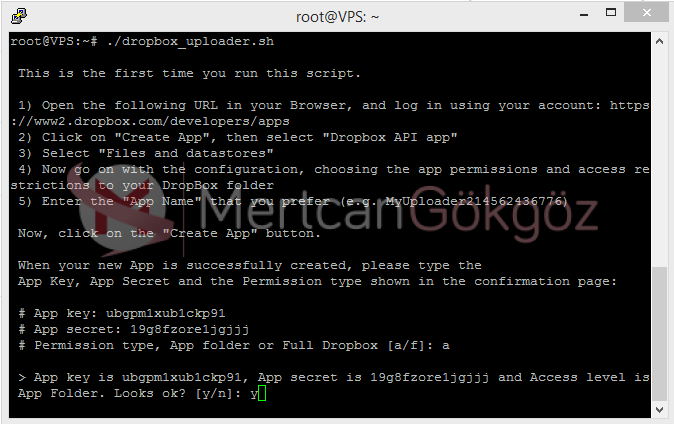 root@VPS: ~
root@VPS:~# ./dropbox_uploader.sh
This is the first time you run this script.
1) Open the following URL in your Browser, and log in using your account: https
://www2.dropbox.com/developers/apps
2) Click on "Create App", then select "Dropbox API app"
3) Select "Files and datastores"
4) Now go on with the configuration, choosing the app permissions and access re
strictions to your DropBox folder
5) Enter the "App Name" that you prefer (e.g. MyUploader214562436776)
MertcanGökgöz
Now, click on the "Create App" button.
When your new App is successfully created, please type the
App Key, App Secret and the Permission type shown in the confirmation page:
# App key: ubgpm1xub1ckp91
# App secret: 19g8fzore1jgjjj
# Permission type, App folder or Full Dropbox [a/f]: a
> App key is ubgpm1xub1ckp91, App secret is 19g8fzore1jgjjj and Access level is
App Folder. Looks ok? [y/n]: y